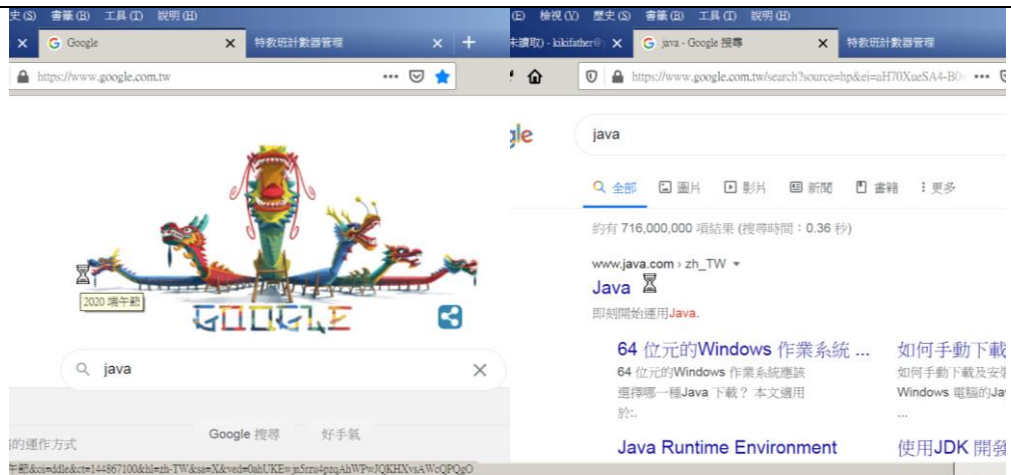 史(S) 書籤(B) 工具(T) 說明(H)
Google 特教班計數器管理
https://www.google.com.tw
2020 端午節
GOOGLE
java
Google 搜尋 好手氣
的運作方式
(E) 檢視(V) 歷史(S) 書籤(B) 工具(T) 說明(H)
java - Google 搜尋 特教班計數器管理
https://www.google.com.tw/search?source=hp&ei=
gle java
全部 圖片 影片 新聞 書籍 更多
約有 716,000,000 項結果 (搜尋時間：0.36 秒)
www.java.com › zh_TW
Java
即刻開始運用Java.
64 位元的Windows 作業系統 ...
64 位元的Windows 作業系統應該
選擇哪一種Java 下載？ 本文適用
於:.
如何手動下載
如何手動下載及安裝
Windows 電腦的Ja
...
Java Runtime Environment
使用JDK 開發